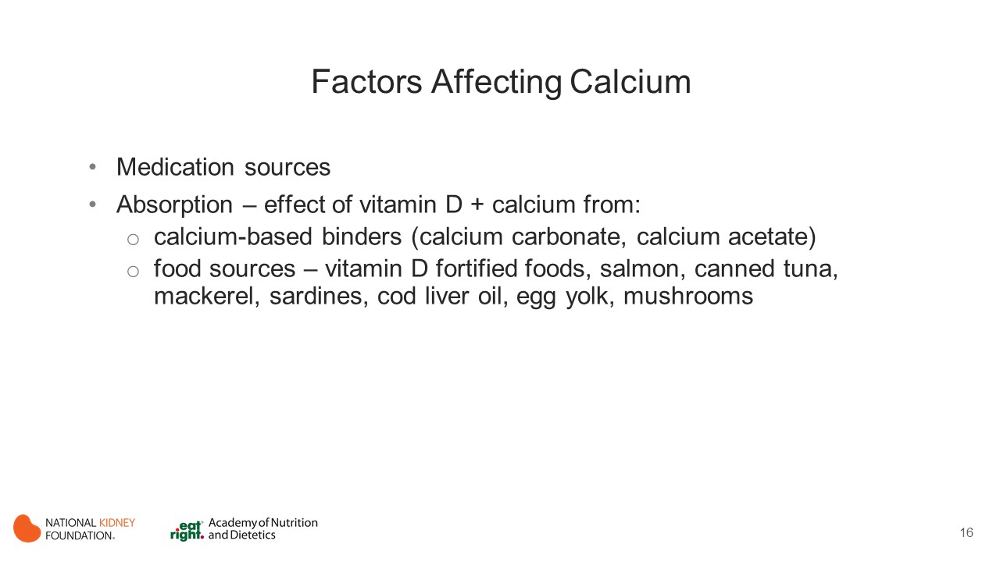 Factors Affecting Calcium
• Medication sources
• Absorption – effect of vitamin D + calcium from:
o calcium-based binders (calcium carbonate, calcium acetate)
o food sources – vitamin D fortified foods, salmon, canned tuna,
mackerel, sardines, cod liver oil, egg yolk, mushrooms
NATIONAL KIDNEY
FOUNDATION®
eat
right.
Academy of Nutrition
and Dietetics
16